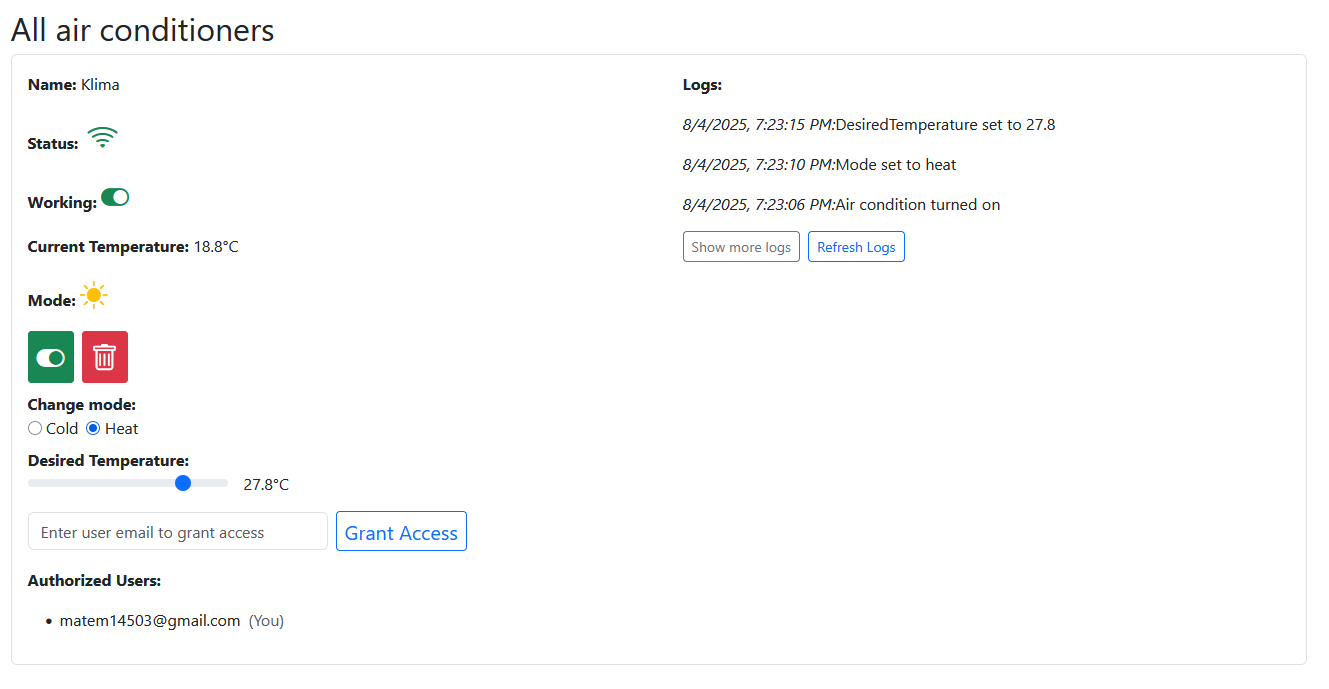 All air conditioners
Name: Klima
Status:
Working:
Current Temperature: 18.8°C
Mode:
Change mode:
Cold Heat
Desired Temperature:
27.8°C
Enter user email to grant access Grant Access
Authorized Users:
• matem14503@gmail.com (You)
Logs:
8/4/2025, 7:23:15 PM:DesiredTemperature set to 27.8
8/4/2025, 7:23:10 PM:Mode set to heat
8/4/2025, 7:23:06 PM:Air condition turned on
Show more logs Refresh Logs